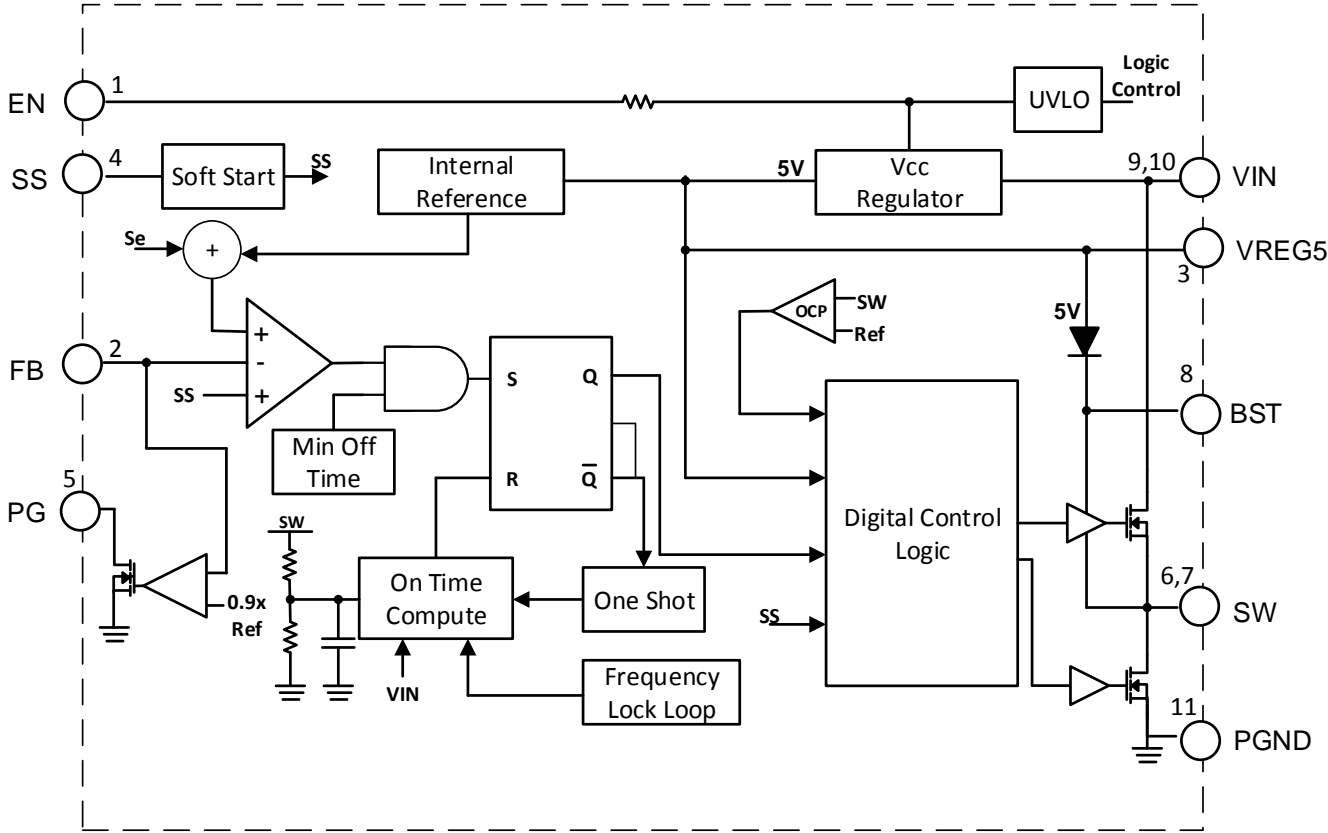 EN
1
UVLO
Logic
Control
SS
4
Soft Start
SS
Internal
Reference
5V
Vcc
Regulator
9,10
VIN
Se
+
VREG5
3
OCP
SW
Ref
5V
FB
2
+
-
+
SS
S
Q
R
Q̅
Min Off
Time
8
BST
5
PG
0.9x
Ref
SW
On Time
Compute
One Shot
VIN
Frequency
Lock Loop
Digital Control
Logic
SS
6,7
SW
11
PGND